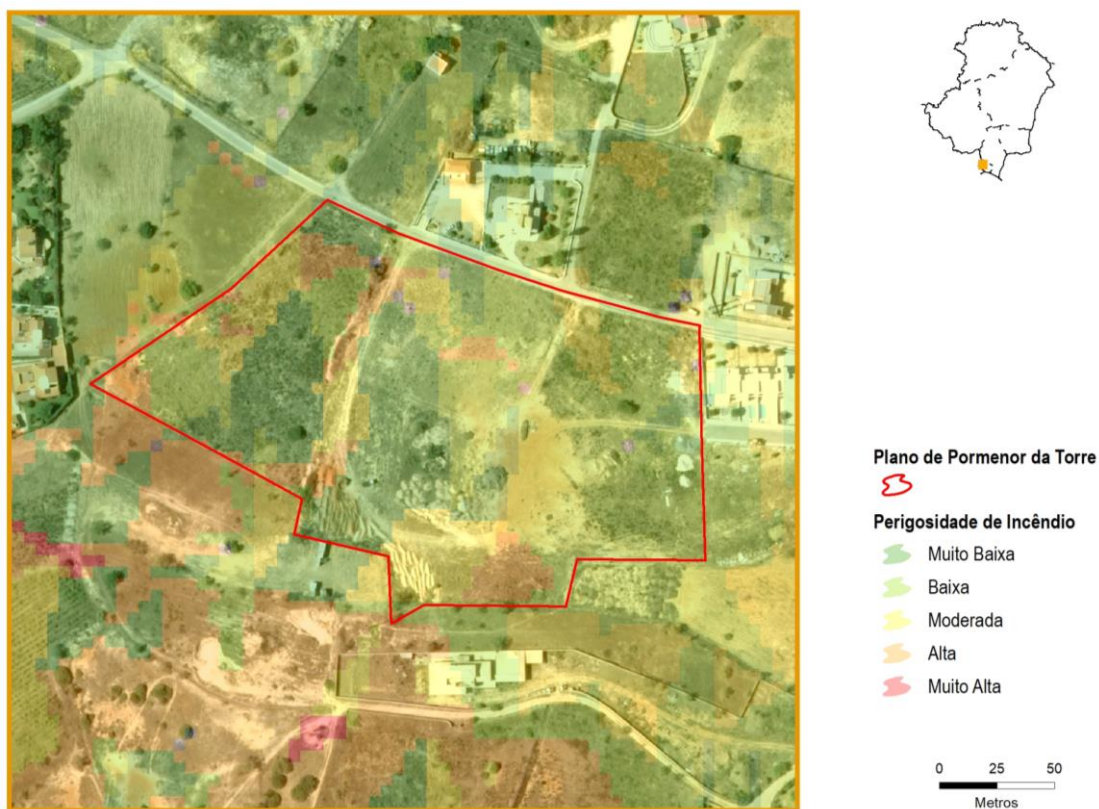 Plano de Pormenor da Torre
Perigosidade de Incêndio
Muito Baixa
Baixa
Moderada
Alta
Muito Alta
0 25 50
Metros